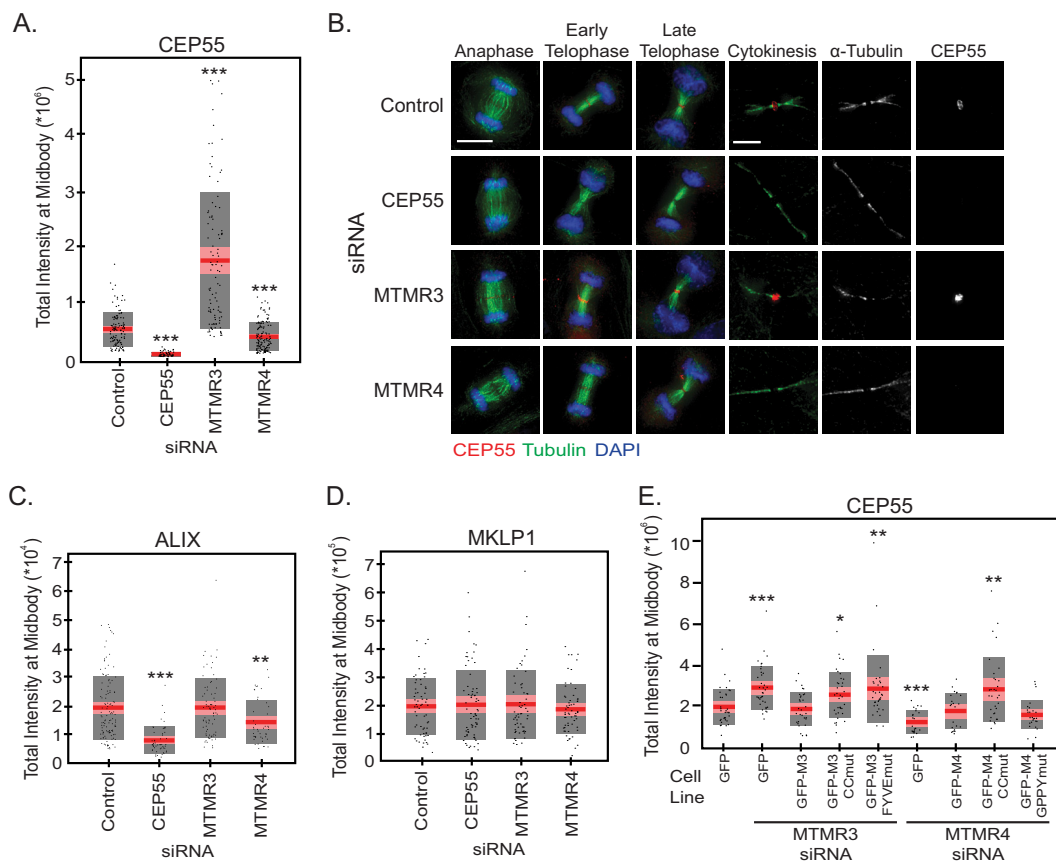 A.
CEP55
Total Intensity at Midbody (*10⁶)
5
4
3
2
1
0
***
***
***
Control
CEP55
MTMR3
MTMR4
siRNA
B.
Anaphase
Early Telophase
Late Telophase
Cytokinesis
α-Tubulin
CEP55
siRNA
Control
CEP55
MTMR3
MTMR4
CEP55 Tubulin DAPI
C.
ALIX
Total Intensity at Midbody (*10⁴)
7
6
5
4
3
2
1
0
***
**
Control
CEP55
MTMR3
MTMR4
siRNA
D.
MKLP1
Total Intensity at Midbody (*10⁵)
7
6
5
4
3
2
1
0
Control
CEP55
MTMR3
MTMR4
siRNA
E.
CEP55
Total Intensity at Midbody (*10⁶)
10
8
6
4
2
0
***
*
**
***
**
Cell Line
GFP
GFP
GFP-M3
GFP-M3 CCmut
GFP-M3 FYVEmut
GFP
GFP-M4
GFP-M4 CCmut
GFP-M4 GPPYmut
MTMR3 siRNA
MTMR4 siRNA